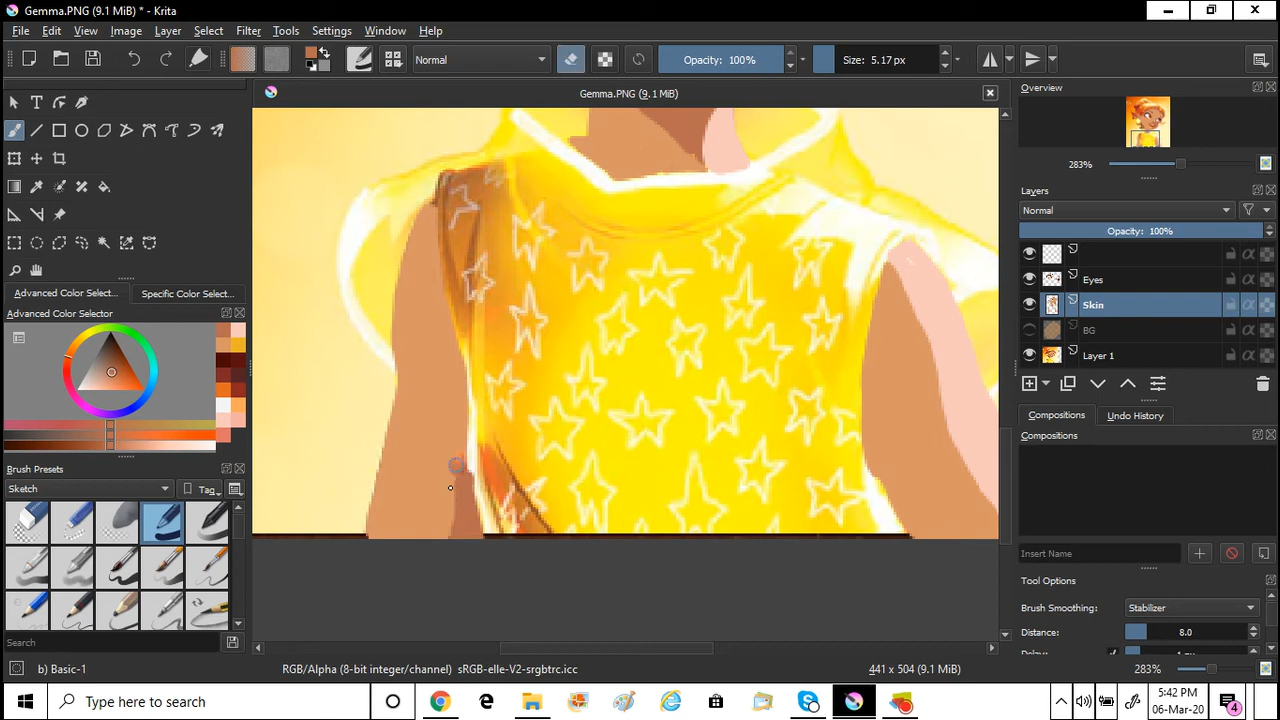 Gemma.PNG (9.1 MiB) * - Krita
File Edit View Image Layer Select Filter Tools Settings Window Help
Normal
Opacity: 100%
Size: 5.17 px
Gemma.PNG (9.1 MiB)
Overview
283%
Layers
Normal
Opacity: 100%
Eyes
Skin
BG
Layer 1
Advanced Color Select...
Specific Color Selec...
Advanced Color Selector
Compositions
Undo History
Compositions
Brush Presets
Sketch
Tag
Insert Name
Tool Options
Brush Smoothing:
Stabilizer
Distance:
8.0
Delay:
1 px
Search
b) Basic-1
RGB/Alpha (8-bit integer/channel) sRGB-elle-V2-srgbtrc.icc
441 x 504 (9.1 MiB)
283%
Type here to search
5:42 PM
06-Mar-20
4